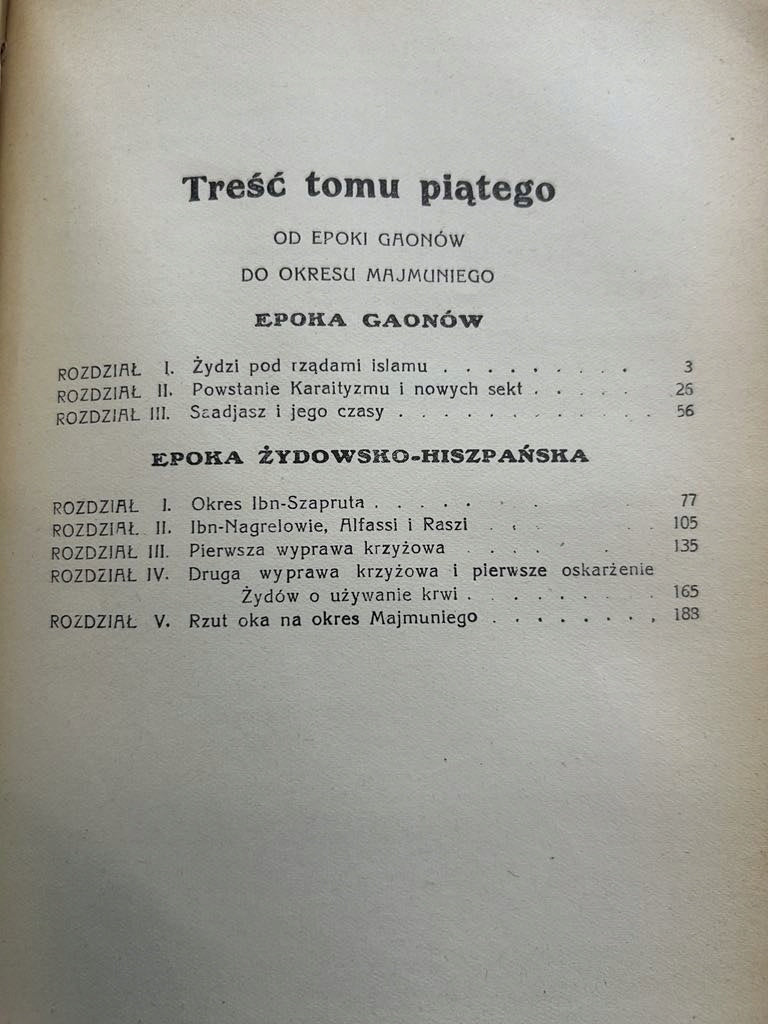 Treść tomu piątego
OD EPOKI GAONÓW
DO OKRESU MAJMUNIEGO
EPOKA GAONÓW
ROZDZIAŁ I. Żydzi pod rządami islamu . . . . . . . . . 3
ROZDZIAŁ II. Powstanie Karaityzmu i nowych sekt . . . . . . 26
ROZDZIAŁ III. Saadjasz i jego czasy . . . . . . . . . . . . 56
EPOKA ŻYDOWSKO-HISZPAŃSKA
ROZDZIAŁ I. Okres Ibn-Szapruta . . . . . . . 77
ROZDZIAŁ II. Ibn-Nagrelowie, Alfassi i Raszi . . . . 105
ROZDZIAŁ III. Pierwsza wyprawa krzyżowa . . . . . . . 135
ROZDZIAŁ IV. Druga wyprawa krzyżowa i pierwsze oskarżenie
Żydów o używanie krwi . . . . . . . . . 165
ROZDZIAŁ V. Rzut oka na okres Majmuniego . . . . . . . . 183